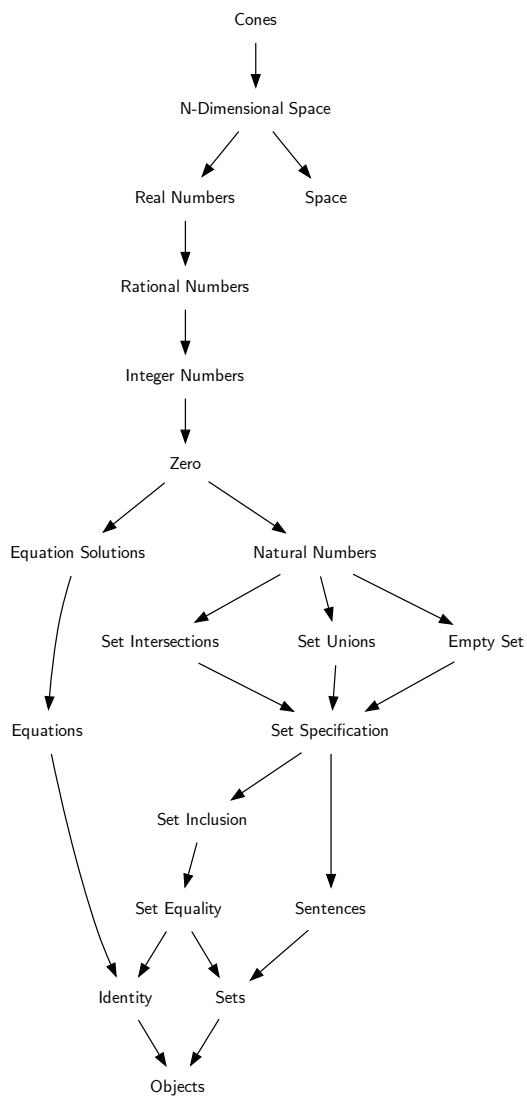 Cones
N-Dimensional Space
Real Numbers
Space
Rational Numbers
Integer Numbers
Zero
Equation Solutions
Natural Numbers
Set Intersections
Set Unions
Empty Set
Equations
Set Specification
Set Inclusion
Set Equality
Sentences
Identity
Sets
Objects